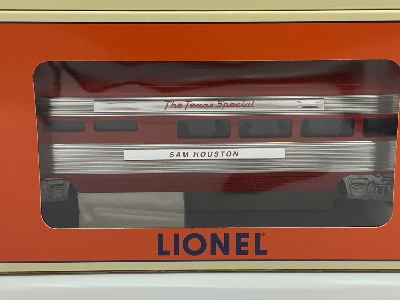 The Texas Special
SAM HOUSTON
LIONEL